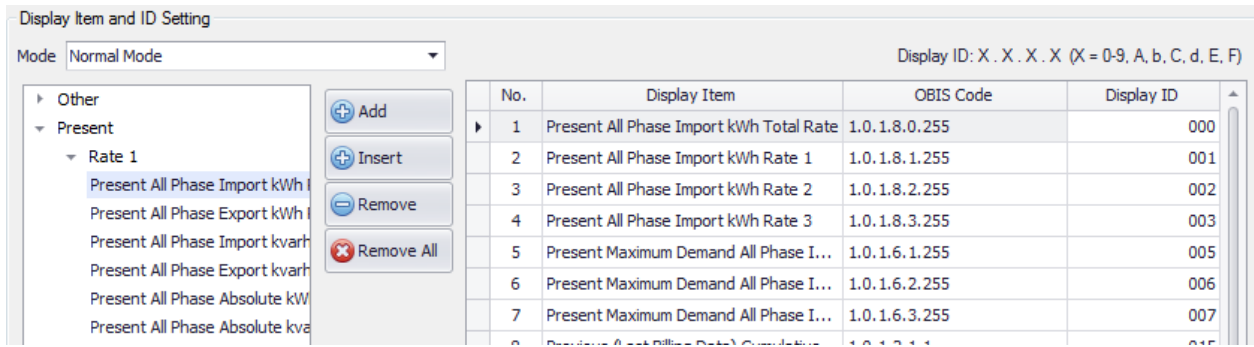 Display Item and ID Setting
Mode Normal Mode
Display ID: X . X . X . X (X = 0-9, A, b, C, d, E, F)
Other
Present
Rate 1
Present All Phase Import kWh
Present All Phase Export kWh
Present All Phase Import kvarh
Present All Phase Export kvarh
Present All Phase Absolute kW
Present All Phase Absolute kva
Add
Insert
Remove
Remove All
No. Display Item OBIS Code Display ID
1 Present All Phase Import kWh Total Rate 1.0.1.8.0.255 000
2 Present All Phase Import kWh Rate 1 1.0.1.8.1.255 001
3 Present All Phase Import kWh Rate 2 1.0.1.8.2.255 002
4 Present All Phase Import kWh Rate 3 1.0.1.8.3.255 003
5 Present Maximum Demand All Phase I... 1.0.1.6.1.255 005
6 Present Maximum Demand All Phase I... 1.0.1.6.2.255 006
7 Present Maximum Demand All Phase I... 1.0.1.6.3.255 007